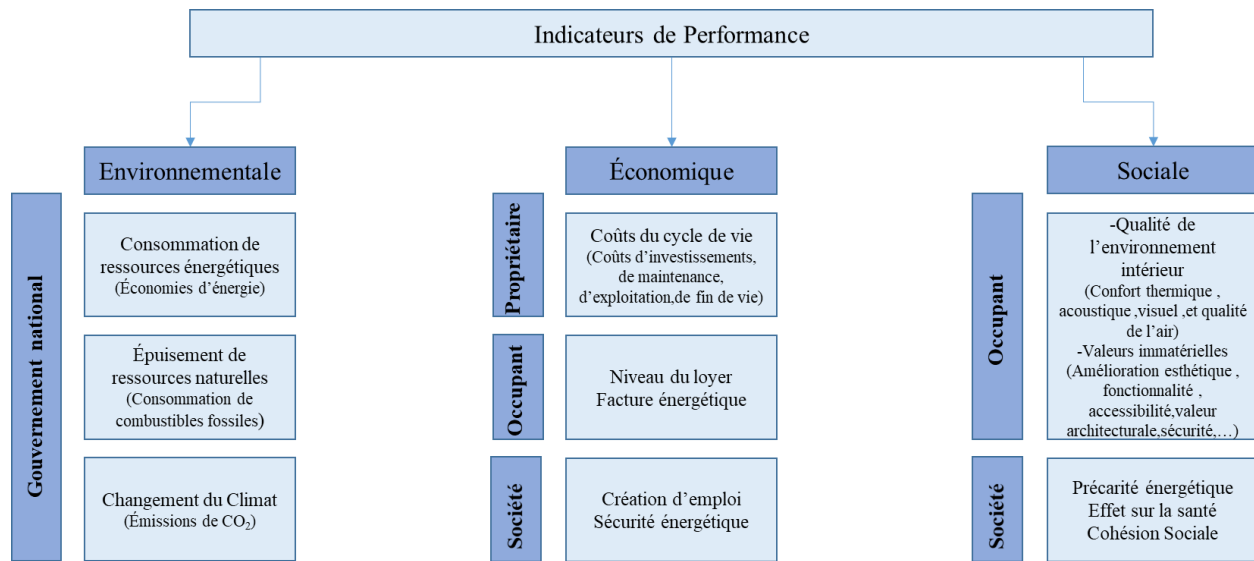 Indicateurs de Performance
Environnementale
Gouvernement national
Consommation de
ressources énergétiques
(Économies d'énergie)
Épuisement de
ressources naturelles
(Consommation de
combustibles fossiles)
Changement du Climat
(Émissions de CO₂)
Économique
Propriétaire
Coûts du cycle de vie
(Coûts d'investissements,
de maintenance,
d'exploitation,de fin de vie)
Occupant
Niveau du loyer
Facture énergétique
Société
Création d'emploi
Sécurité énergétique
Sociale
Occupant
-Qualité de
l'environnement
intérieur
(Confort thermique ,
acoustique ,visuel ,et qualité
de l'air)
-Valeurs immatérielles
(Amélioration esthétique ,
fonctionnalité ,
accessibilité,valeur
architecturale,sécurité,…)
Société
Précarité énergétique
Effet sur la santé
Cohésion Sociale